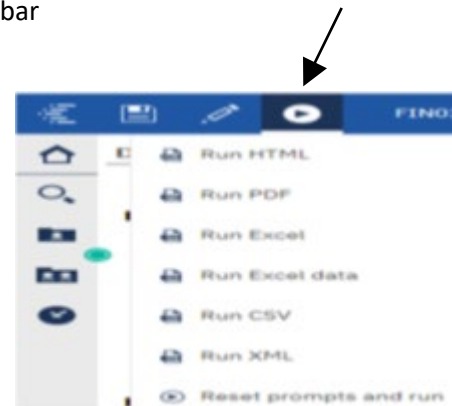 bar
FINO
Run HTML
Run PDF
Run Excel
Run Excel data
Run CSV
Run XML
Reset prompts and run